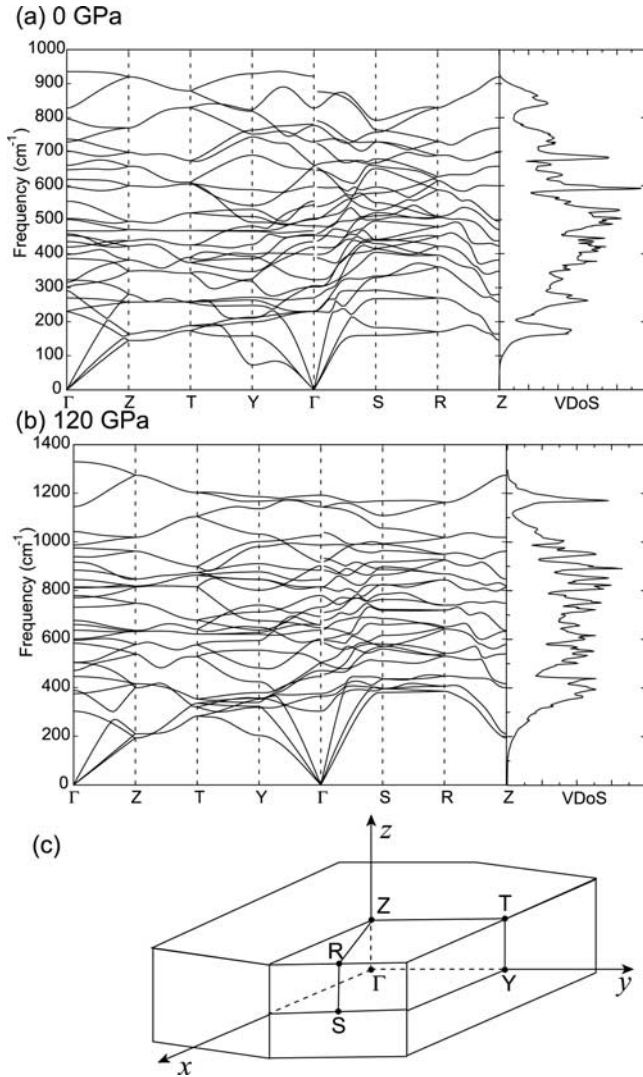 (a) 0 GPa
1000
900
800
700
600
500
400
300
200
100
0
Frequency (cm-1)
Γ Z T Y Γ S R Z VDoS
(b) 120 GPa
1400
1200
1000
800
600
400
200
0
Frequency (cm-1)
Γ Z T Y Γ S R Z VDoS
(c)
z
Z T
R
Γ Y y
S
x